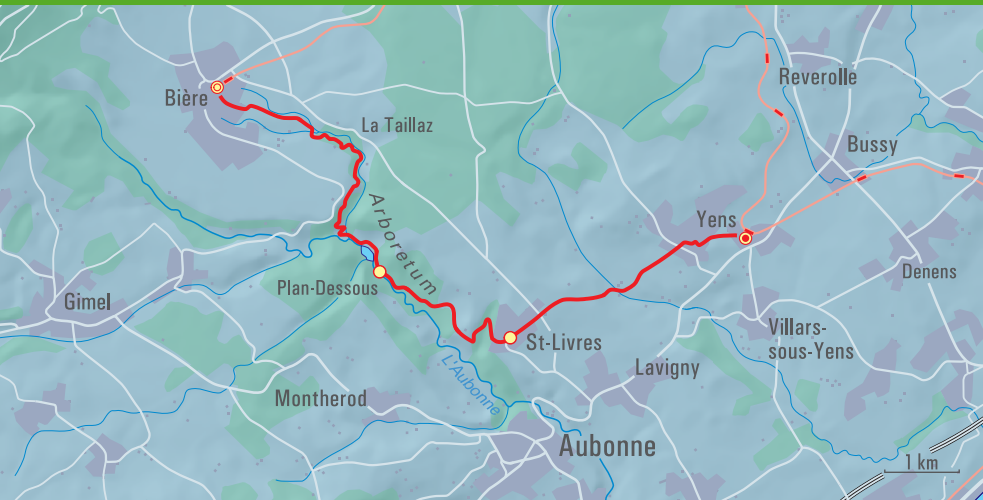 Reverolle
Bière
La Taillaz
Bussy
Arboretum
Yens
Denens
Plan-Dessous
Gimel
Villars-
sous-Yens
St-Livres
Lavigny
L'Aubonne
Montherod
Aubonne
1 km